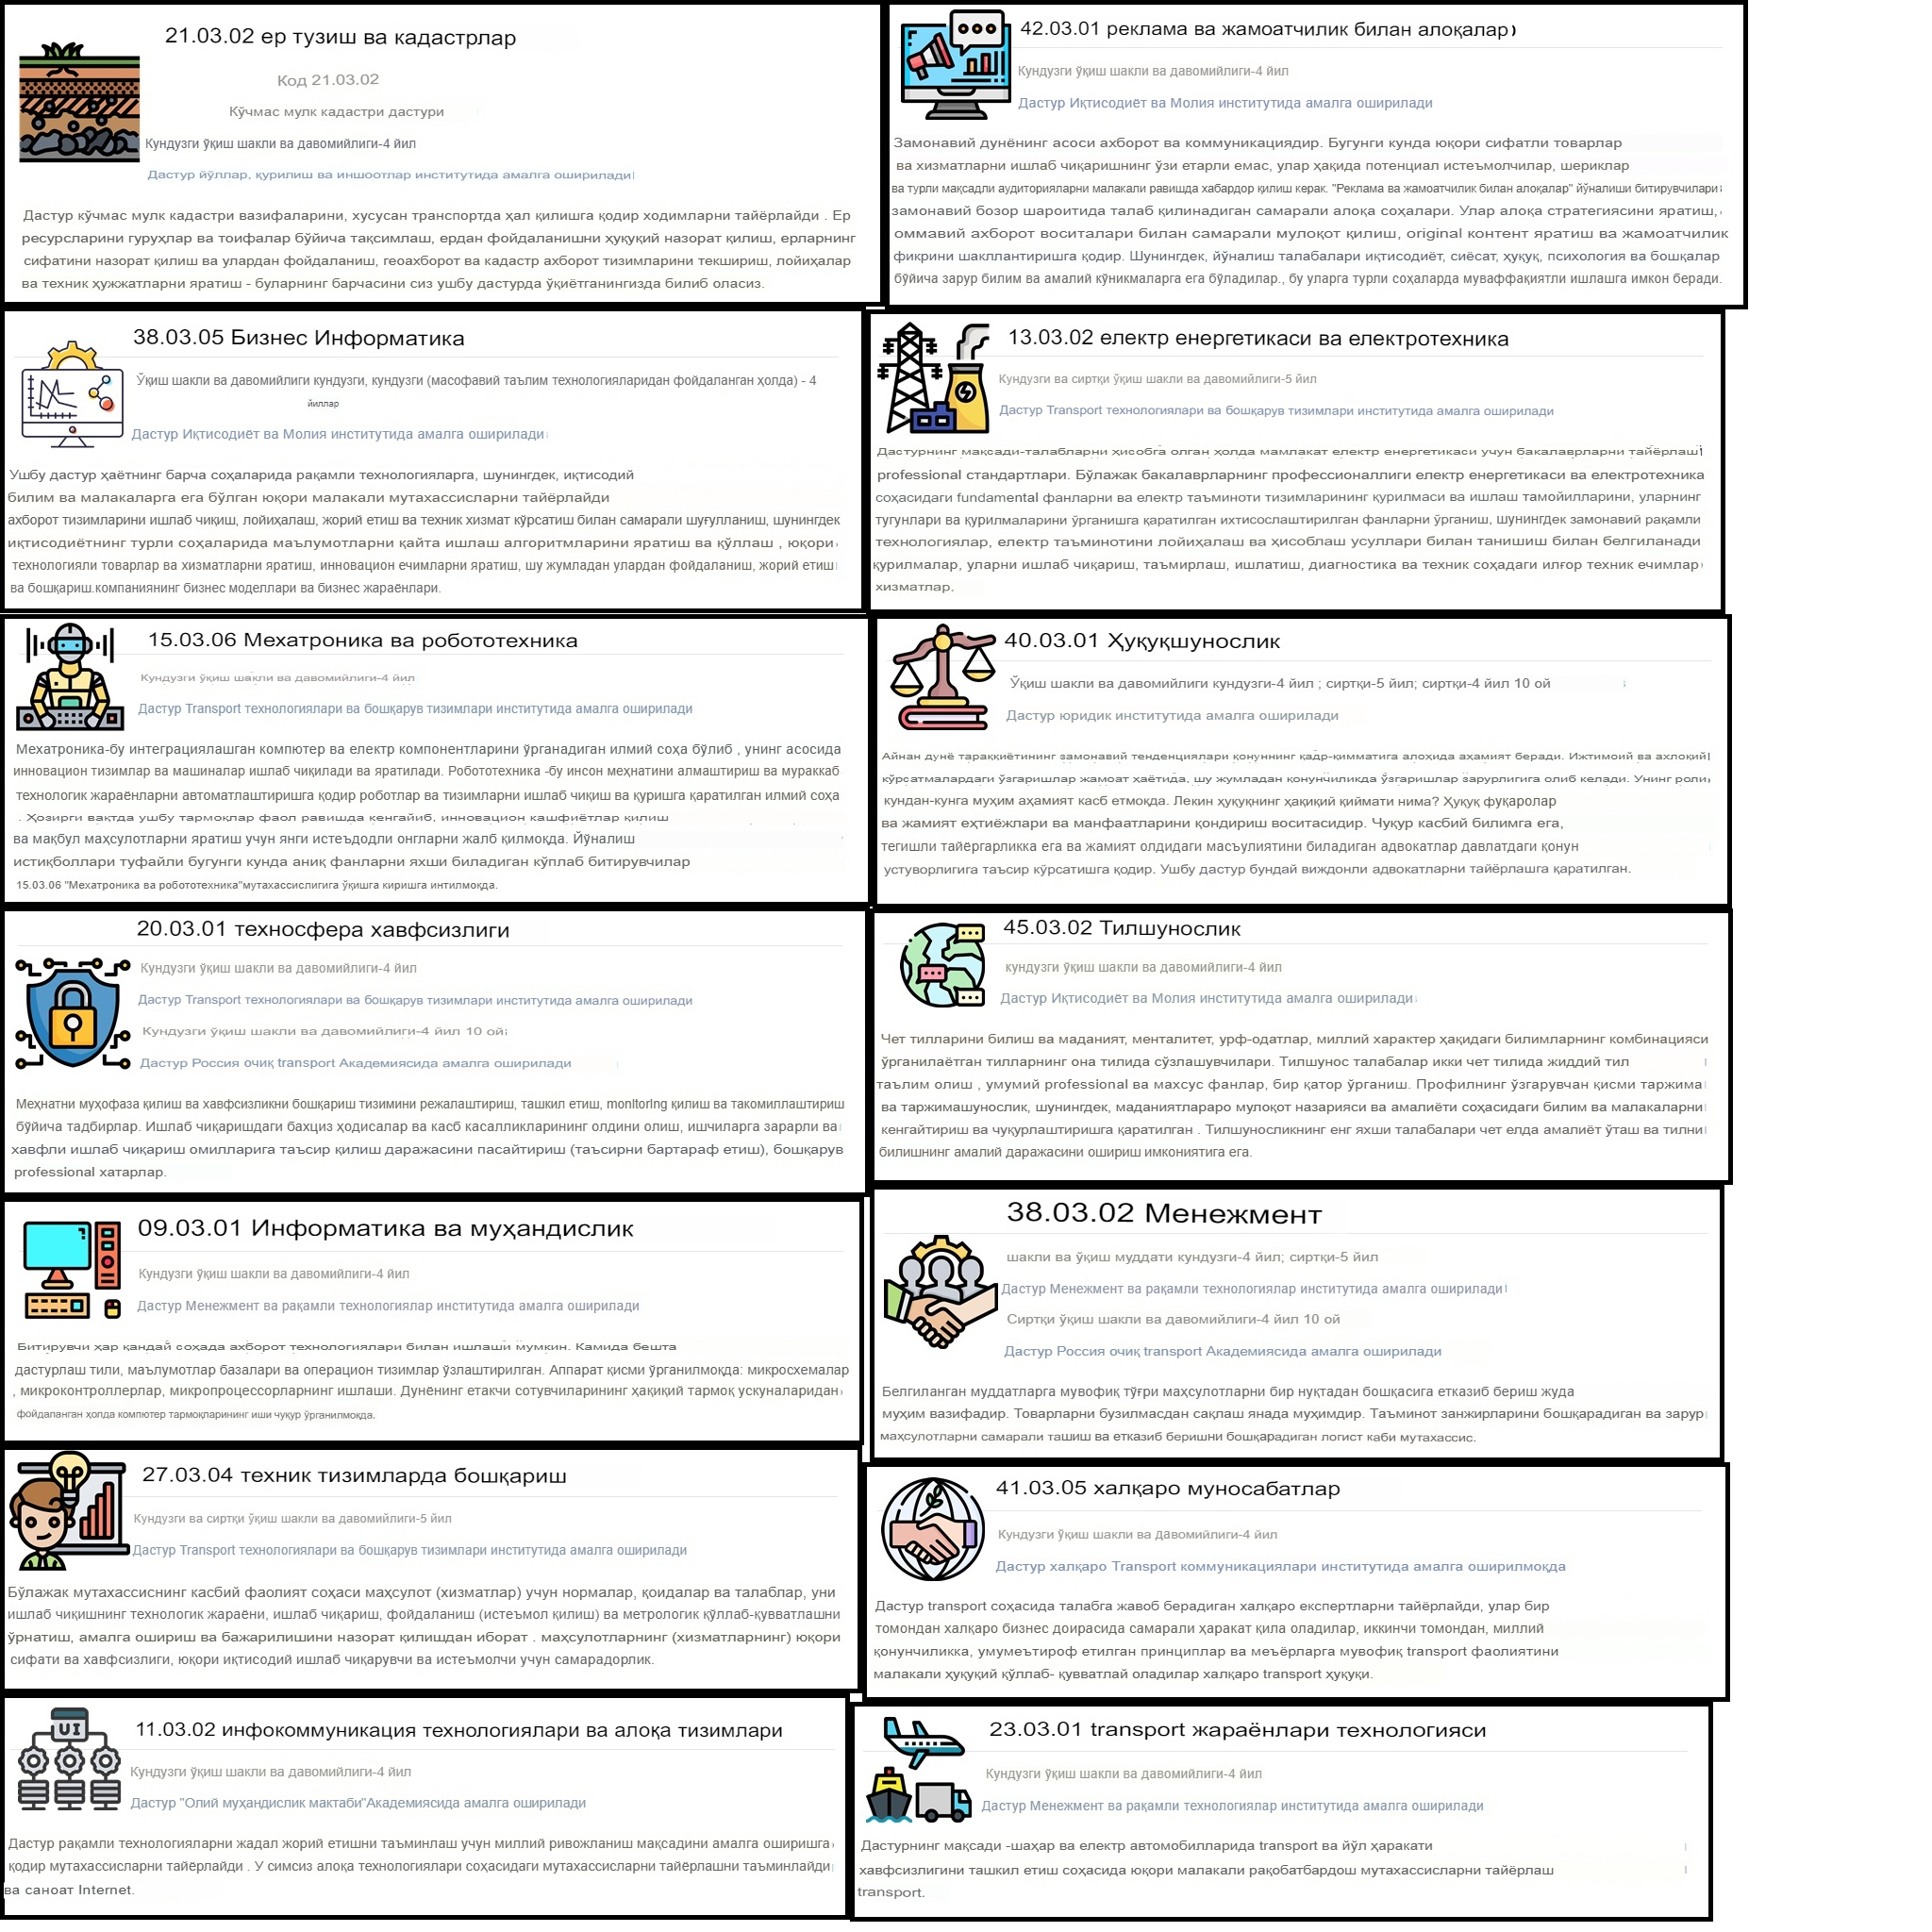 21.03.02 ер тузиш ва кадастрлар
Код 21.03.02
Кўчмас мулк кадастри дастури
Кундузги ўқиш шакли ва давомийлиги-4 йил
Дастур йўллар, қурилиш ва иншоотлар институтида амалга оширилади
Дастур кўчмас мулк кадастри вазифаларини, хусусан транспортда ҳал қилишга қодир ходимларни тайёрлайди . Ер
ресурсларини гуруҳлар ва тоифалар бўйича тақсимлаш, ердан фойдаланишни ҳуқуқий назорат қилиш, ерларнинг
сифатини назорат қилиш ва улардан фойдаланиш, геоахборот ва кадастр ахборот тизимларини текшириш, лойиҳалар
ва техник ҳужжатларни яратиш - буларнинг барчасини сиз ушбу дастурда ўқиётганингизда билиб оласиз.
42.03.01 реклама ва жамоатчилик билан алоқалар
Кундузги ўқиш шакли ва давомийлиги-4 йил
Дастур Иқтисодиёт ва Молия институтида амалга оширилади
Замонавий дунёнинг асоси ахборот ва коммуникациядир. Бугунги кунда юқори сифатли товарлар
ва хизматларни ишлаб чиқаришнинг ўзи етарли емас, улар ҳақида потенциал истеъмолчилар, шериклар
ва турли мақсадли аудиторияларни малакали равишда хабардор қилиш керак. "Реклама ва жамоатчилик билан алоқалар" йўналиши битирувчилари
замонавий бозор шароитида талаб қилинадиган самарали алоқа соҳалари. Улар алоқа стратегиясини яратиш,
оммавий ахборот воситалари билан самарали мулоқот қилиш, original контент яратиш ва жамоатчилик
фикрини шакллантиришга қодир. Шунингдек, йўналиш талабалари иқтисодиёт, сиёсат, ҳуқуқ, психология ва бошқалар
бўйича зарур билим ва амалий кўникмаларга ега бўладилар., бу уларга турли соҳаларда муваффақиятли ишлашга имкон беради.
38.03.05 Бизнес Информатика
Ўқиш шакли ва давомийлиги кундузги, кундузги (масофавий таълим технологияларидан фойдаланган ҳолда) - 4
йиллар
Дастур Иқтисодиёт ва Молия институтида амалга оширилади
Ушбу дастур ҳаётнинг барча соҳаларида рақамли технологияларга, шунингдек, иқтисодий
билим ва малакаларга ега бўлган юқори малакали мутахассисларни тайёрлайди
ахборот тизимларини ишлаб чиқиш, лойиҳалаш, жорий етиш ва техник хизмат кўрсатиш билан самарали шуғулланиш, шунингдек
иқтисодиётнинг турли соҳаларида маълумотларни қайта ишлаш алгоритмларини яратиш ва қўллаш , юқори
технологияли товарлар ва хизматларни яратиш, инновацион ечимларни яратиш, шу жумладан улардан фойдаланиш, жорий етиш
ва бошқариш.компаниянинг бизнес моделлари ва бизнес жараёнлари.
13.03.02 електр енергетикаси ва електротехника
Кундузги ва сиртқи ўқиш шакли ва давомийлиги-5 йил
Дастур Transport технологиялари ва бошқарув тизимлари институтида амалга оширилади
Дастурнинг мақсади-талабларни ҳисобга олган ҳолда мамлакат електр енергетикаси учун бакалаврларни тайёрлаш
professional стандартлари. Бўлажак бакалаврларнинг профессионаллиги електр енергетикаси ва електротехника
соҳасидаги fundamental фанларни ва електр таъминоти тизимларининг қурилмаси ва ишлаш тамойилларини, уларнинг
тугунлари ва қурилмаларини ўрганишга қаратилган ихтисослаштирилган фанларни ўрганиш, шунингдек замонавий рақамли
технологиялар, електр таъминотини лойиҳалаш ва ҳисоблаш усуллари билан танишиш билан белгиланади
қурилмалар, уларни ишлаб чиқариш, таъмирлаш, ишлатиш, диагностика ва техник соҳадаги илғор техник ечимлар
хизматлар.
15.03.06 Мехатроника ва робототехника
Кундузги ўқиш шакли ва давомийлиги-4 йил
Дастур Transport технологиялари ва бошқарув тизимлари институтида амалга оширилади
Мехатроника-бу интеграциялашган компютер ва електр компонентларини ўрганадиган илмий соҳа бўлиб , унинг асосида
инновацион тизимлар ва машиналар ишлаб чиқилади ва яратилади. Робототехника -бу инсон меҳнатини алмаштириш ва мураккаб
технологик жараёнларни автоматлаштиришга қодир роботлар ва тизимларни ишлаб чиқиш ва қуришга қаратилган илмий соҳа
. Ҳозирги вақтда ушбу тармоқлар фаол равишда кенгайиб, инновацион кашфиётлар қилиш
ва мақбул маҳсулотларни яратиш учун янги истеъдодли онгларни жалб қилмоқда. Йўналиш
истиқболлари туфайли бугунги кунда аниқ фанларни яхши биладиган кўплаб битирувчилар
15.03.06 "Мехатроника ва робототехника"мутахассислигига ўқишга киришга интилмоқда.
40.03.01 Ҳуқуқшунослик
Ўқиш шакли ва давомийлиги кундузги-4 йил ; сиртқи-5 йил; сиртқи-4 йил 10 ой
Дастур юридик институтида амалга оширилади
Айнан дунё тараққиётининг замонавий тенденциялари қонуннинг қадр-қимматига алоҳида аҳамият беради. Ижтимоий ва ахлоқий
кўрсатмалардаги ўзгаришлар жамоат ҳаётида, шу жумладан қонунчиликда ўзгаришлар зарурлигига олиб келади. Унинг роли
кундан-кунга муҳим аҳамият касб етмоқда. Лекин ҳуқуқнинг ҳақиқий қиймати нима? Ҳуқуқ фуқаролар
ва жамият еҳтиёжлари ва манфаатларини қондириш воситасидир. Чуқур касбий билимга ега,
тегишли тайёргарликка ега ва жамият олдидаги масъулиятини биладиган адвокатлар давлатдаги қонун
устуворлигига таъсир кўрсатишга қодир. Ушбу дастур бундай виждонли адвокатларни тайёрлашга қаратилган.
20.03.01 техносфера хавфсизлиги
Кундузги ўқиш шакли ва давомийлиги-4 йил
Дастур Transport технологиялари ва бошқарув тизимлари институтида амалга оширилади
Кундузги ўқиш шакли ва давомийлиги-4 йил 10 ой
Дастур Россия очиқ transport Академиясида амалга оширилади
Меҳнатни муҳофаза қилиш ва хавфсизликни бошқариш тизимини режалаштириш, ташкил етиш, monitoring қилиш ва такомиллаштириш
бўйича тадбирлар. Ишлаб чиқаришдаги бахциз ҳодисалар ва касб касалликларининг олдини олиш, ишчиларга зарарли ва
хавфли ишлаб чиқариш омилларига таъсир қилиш даражасини пасайтириш (таъсирни бартараф етиш), бошқарув
professional хатарлар.
45.03.02 Тилшунослик
кундузги ўқиш шакли ва давомийлиги-4 йил
Дастур Иқтисодиёт ва Молия институтида амалга оширилади
Чет тилларини билиш ва маданият, менталитет, урф-одатлар, миллий характер ҳақидаги билимларнинг комбинацияси
ўрганилаётган тилларнинг она тилида сўзлашувчилари. Тилшунос талабалар икки чет тилида жиддий тил
таълим олиш , умумий professional ва махсус фанлар, бир қатор ўрганиш. Профилнинг ўзгарувчан қисми таржима
ва таржимашунослик, шунингдек, маданиятлараро мулоқот назарияси ва амалиёти соҳасидаги билим ва малакаларни
кенгайтириш ва чуқурлаштиришга қаратилган . Тилшуносликнинг енг яхши талабалари чет елда амалиёт ўташ ва тилни
билишнинг амалий даражасини ошириш имкониятига ега.
09.03.01 Информатика ва муҳандислик
Кундузги ўқиш шакли ва давомийлиги-4 йил
Дастур Менежмент ва рақамли технологиялар институтида амалга оширилади
Битирувчи ҳар қандай соҳада ахборот технологиялари билан ишлаши мумкин. Камида бешта
дастурлаш тили, маълумотлар базалари ва операцион тизимлар ўзлаштирилган. Аппарат қисми ўрганилмоқда: микросхемалар
, микроконтроллерлар, микропроцессорларнинг ишлаши. Дунёнинг етакчи сотувчиларининг ҳақиқий тармоқ ускуналаридан
фойдаланган ҳолда компютер тармоқларининг иши чуқур ўрганилмоқда.
38.03.02 Менежмент
шакли ва ўқиш муддати кундузги-4 йил; сиртқи-5 йил
Дастур Менежмент ва рақамли технологиялар институтида амалга оширилади
Сиртқи ўқиш шакли ва давомийлиги-4 йил 10 ой
Дастур Россия очиқ transport Академиясида амалга оширилади
Белгиланган муддатларга мувофиқ тўғри маҳсулотларни бир нуқтадан бошқасига етказиб бериш жуда
муҳим вазифадир. Товарларни бузилмасдан сақлаш янада муҳимдир. Таъминот занжирларини бошқарадиган ва зарур
маҳсулотларни самарали ташиш ва етказиб беришни бошқарадиган логист каби мутахассис.
27.03.04 техник тизимларда бошқариш
Кундузги ва сиртқи ўқиш шакли ва давомийлиги-5 йил
Дастур Transport технологиялари ва бошқарув тизимлари институтида амалга оширилади
Бўлажак мутахассиснинг касбий фаолият соҳаси маҳсулот (хизматлар) учун нормалар, қоидалар ва талаблар, уни
ишлаб чиқишнинг технологик жараёни, ишлаб чиқариш, фойдаланиш (истеъмол қилиш) ва метрологик қўллаб-қувватлашни
ўрнатиш, амалга ошириш ва бажарилишини назорат қилишдан иборат . маҳсулотларнинг (хизматларнинг) юқори
сифати ва хавфсизлиги, юқори иқтисодий ишлаб чиқарувчи ва истеъмолчи учун самарадорлик.
41.03.05 халқаро муносабатлар
Кундузги ўқиш шакли ва давомийлиги-4 йил
Дастур халқаро Transport коммуникациялари институтида амалга оширилмоқда
Дастур transport соҳасида талабга жавоб берадиган халқаро експертларни тайёрлайди, улар бир
томондан халқаро бизнес доирасида самарали ҳаракат қила оладилар, иккинчи томондан, миллий
қонунчиликка, умумеътироф етилган принциплар ва меъёрларга мувофиқ transport фаолиятини
малакали ҳуқуқий қўллаб- қувватлай оладилар халқаро transport ҳуқуқи.
11.03.02 инфокоммуникация технологиялари ва алоқа тизимлари
Кундузги ўқиш шакли ва давомийлиги-4 йил
Дастур "Олий муҳандислик мактаби"Академиясида амалга оширилади
Дастур рақамли технологияларни жадал жорий етишни таъминлаш учун миллий ривожланиш мақсадини амалга оширишга
қодир мутахассисларни тайёрлайди . У симсиз алоқа технологиялари соҳасидаги мутахассисларни тайёрлашни таъминлайди
ва саноат Internet.
UI
23.03.01 transport жараёнлари технологияси
Кундузги ўқиш шакли ва давомийлиги-4 йил
Дастур Менежмент ва рақамли технологиялар институтида амалга оширилади
Дастурнинг мақсади -шаҳар ва електр автомобилларида transport ва йўл ҳаракати
хавфсизлигини ташкил етиш соҳасида юқори малакали рақобатбардош мутахассисларни тайёрлаш
transport.